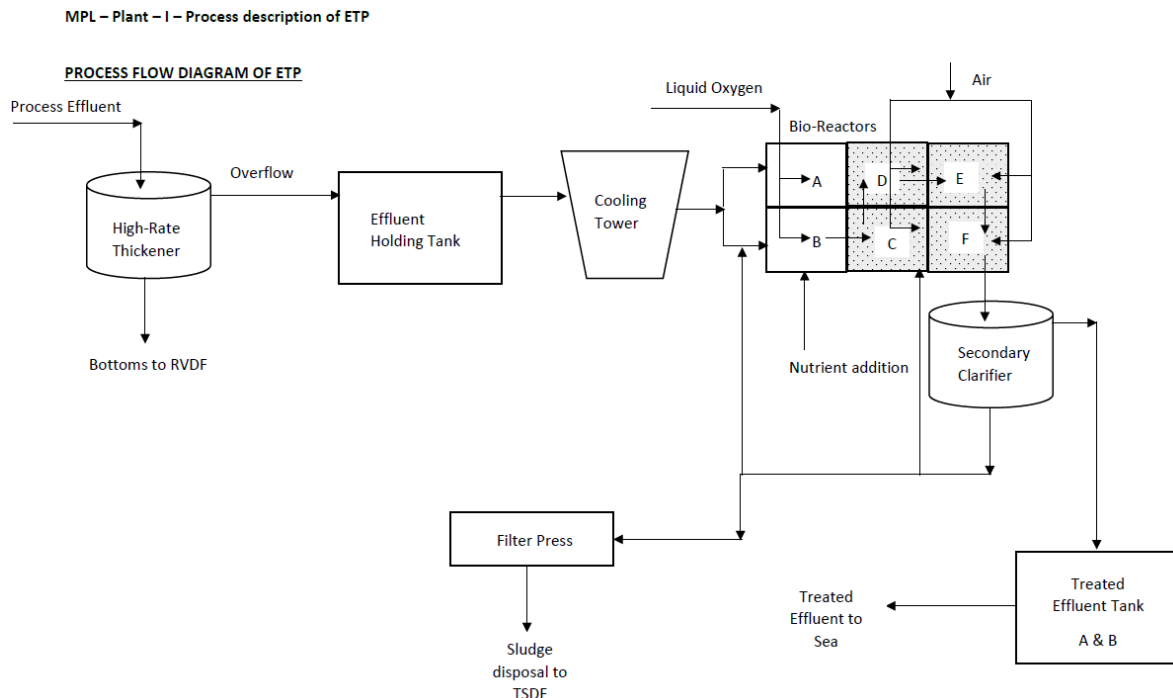 MPL – Plant – I – Process description of ETP
PROCESS FLOW DIAGRAM OF ETP
Process Effluent
Overflow
High-Rate
Thickener
Bottoms to RVDF
Effluent
Holding Tank
Cooling
Tower
Liquid Oxygen
Air
Bio-Reactors
A
D
E
B
C
F
Nutrient addition
Secondary
Clarifier
Filter Press
Sludge
disposal to
TSDF
Treated
Effluent to
Sea
Treated
Effluent Tank
A & B